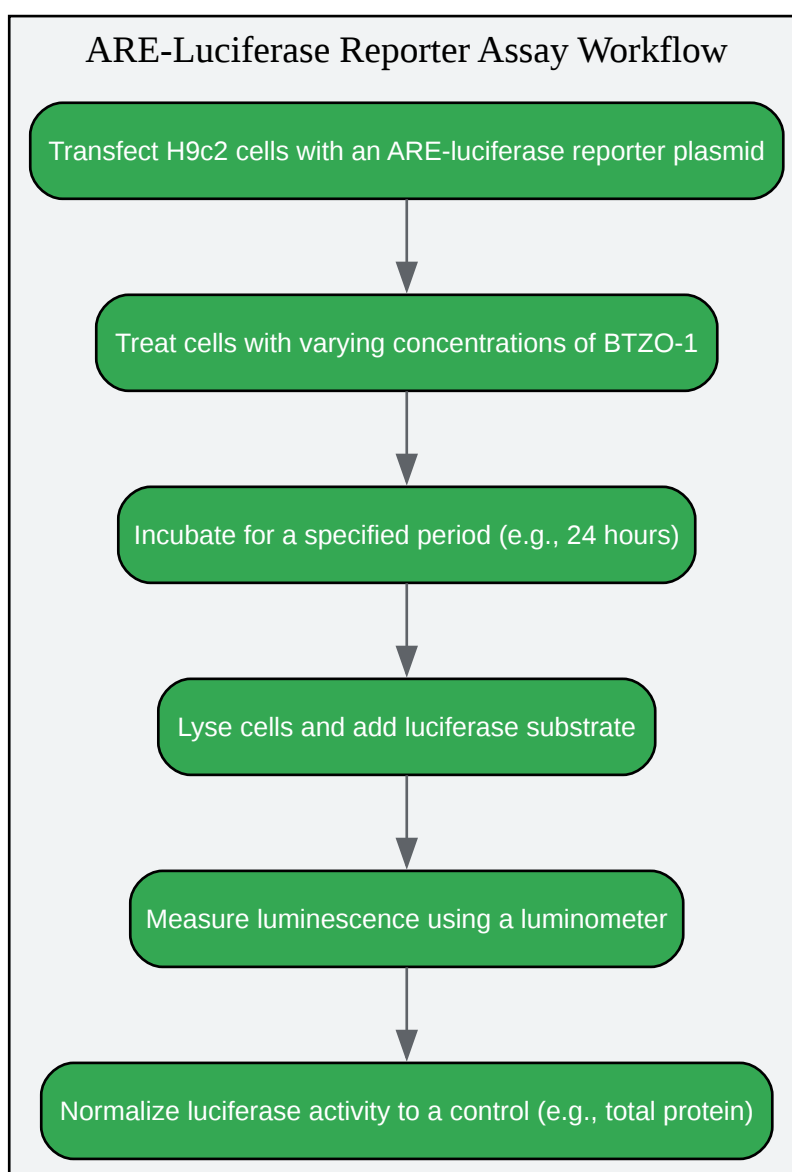 ARE-Luciferase Reporter Assay Workflow
Transfect H9c2 cells with an ARE-luciferase reporter plasmid
Treat cells with varying concentrations of BTZO-1
Incubate for a specified period (e.g., 24 hours)
Lyse cells and add luciferase substrate
Measure luminescence using a luminometer
Normalize luciferase activity to a control (e.g., total protein)